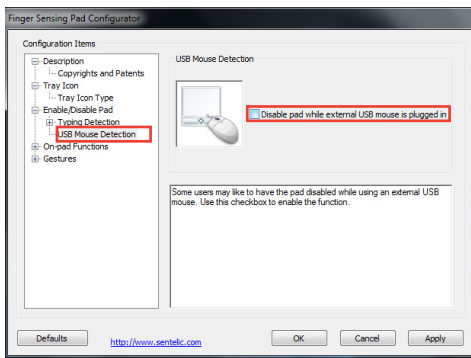 Finger Sensing Pad Configurator
Configuration Items
Description
Copyrights and Patents
Tray Icon
Tray Icon Type
Enable/Disable Pad
Typing Detection
USB Mouse Detection
On-pad Functions
Gestures
USB Mouse Detection
Disable pad while external USB mouse is plugged in
Some users may like to have the pad disabled while using an external USB
mouse. Use this checkbox to enable the function.
Defaults
http://www.sentelic.com
OK
Cancel
Apply